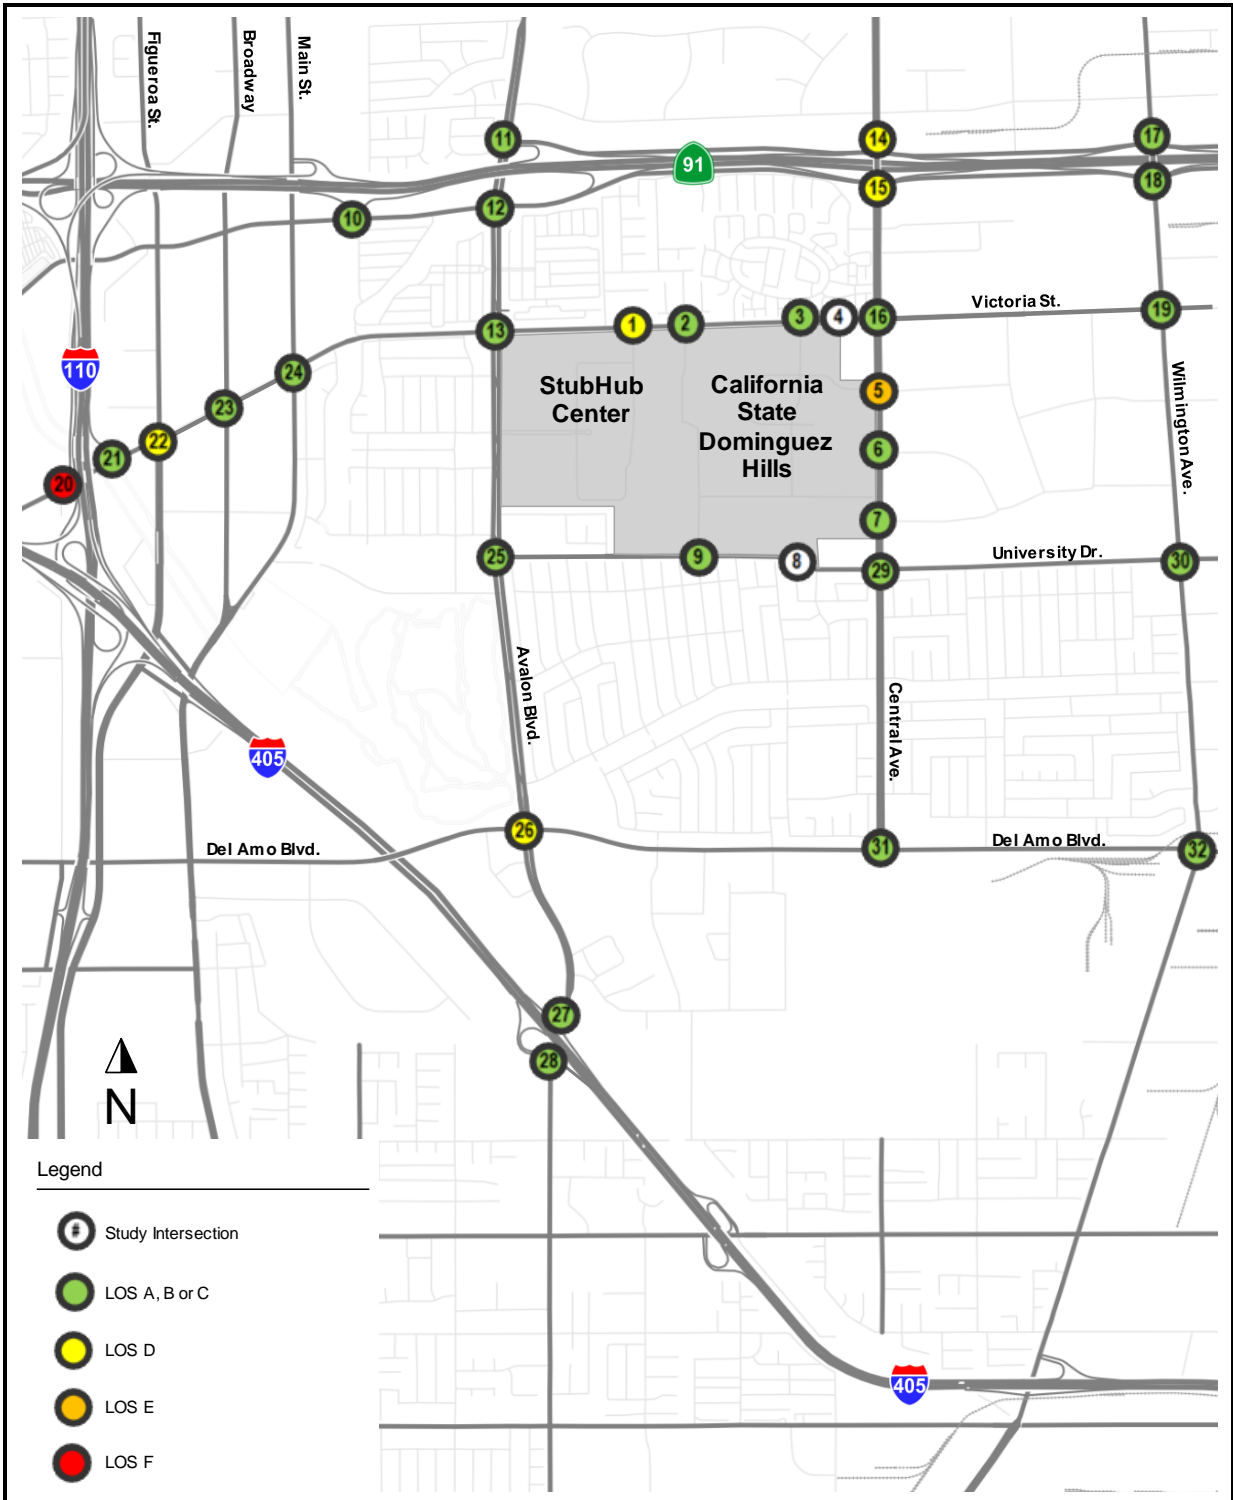 Figueroa St.
Broadway
Main St.
11
14
17
91
15
18
10
12
Victoria St.
13
1
2
3
4
16
19
110
24
StubHub
Center
California
State
Dominguez
Hills
5
Wilmington Ave.
23
22
21
6
20
7
25
9
8
29
University Dr.
30
Avalon Blvd.
Central Ave.
405
26
Del Amo Blvd.
31
Del Amo Blvd.
32
27
28
N
Legend
# Study Intersection
LOS A, B or C
LOS D
405
LOS E
LOS F